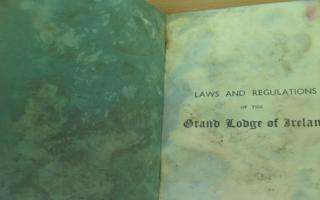 LAWS AND REGULATIONS
OF THE
Grand Lodge of Irelan